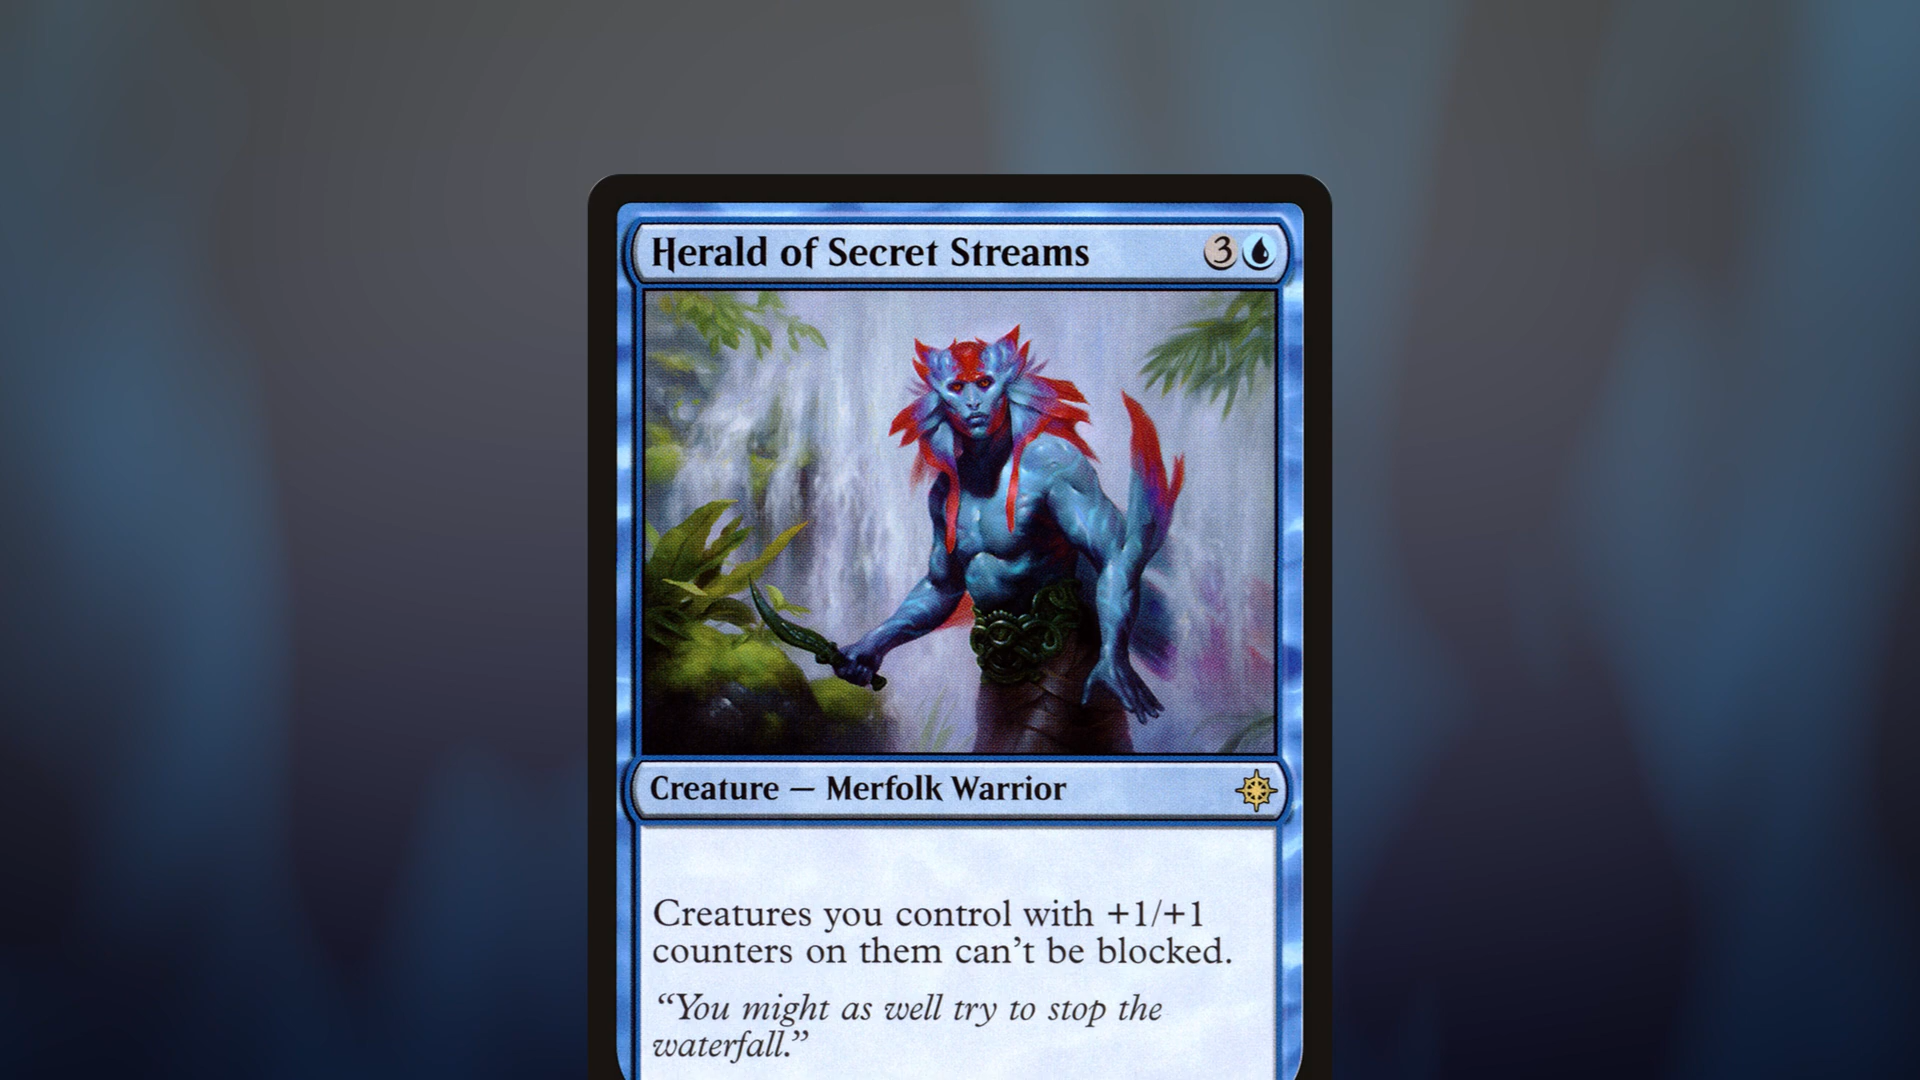 Herald of Secret Streams 3
Creature — Merfolk Warrior
Creatures you control with +1/+1
counters on them can't be blocked.
“You might as well try to stop the
waterfall.”